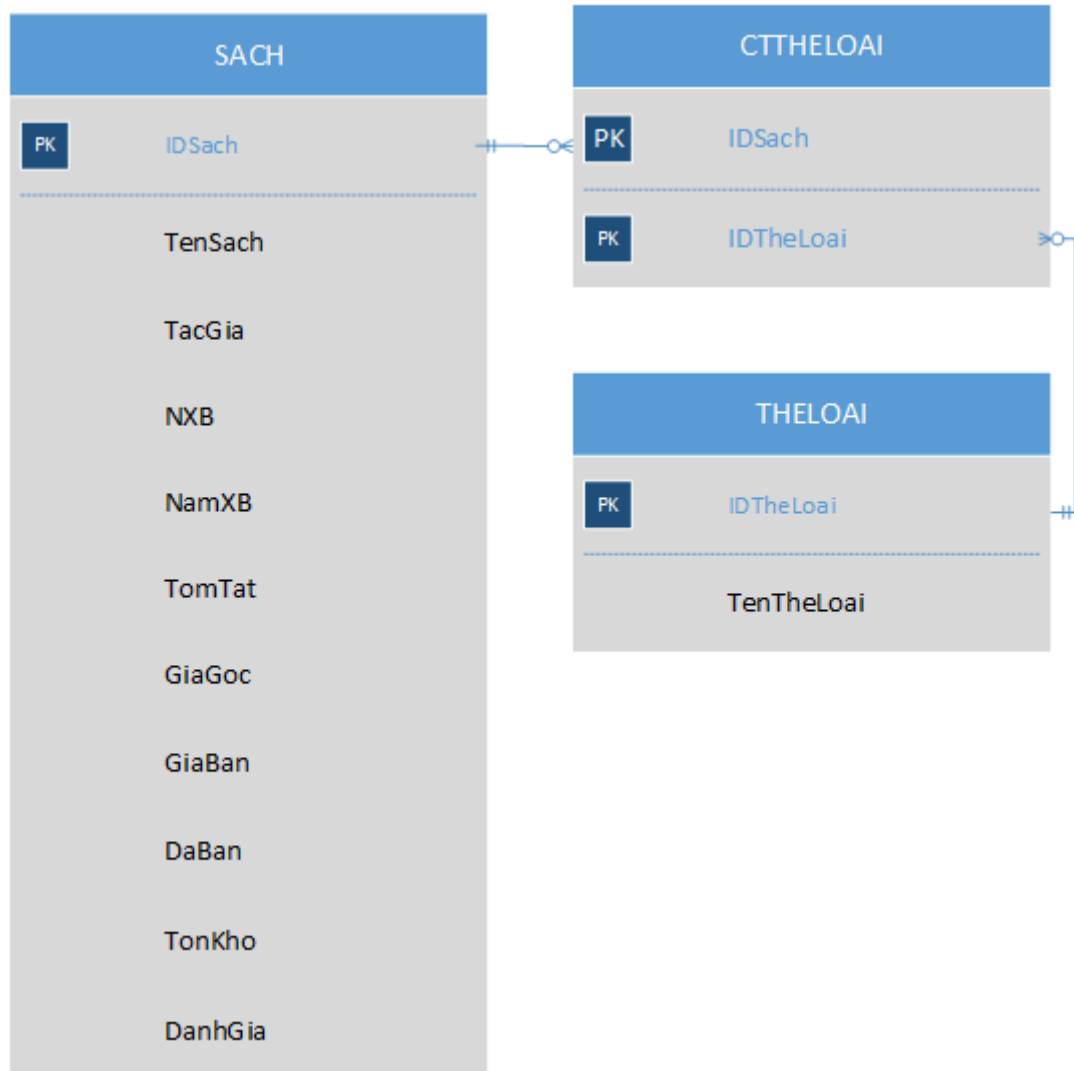 SACH
PK IDSach
TenSach
TacGia
NXB
NamXB
TomTat
GiaGoc
GiaBan
DaBan
TonKho
DanhGia
CTTHELOAI
PK IDSach
PK IDTheLoai
THELOAI
PK IDTheLoai
TenTheLoai